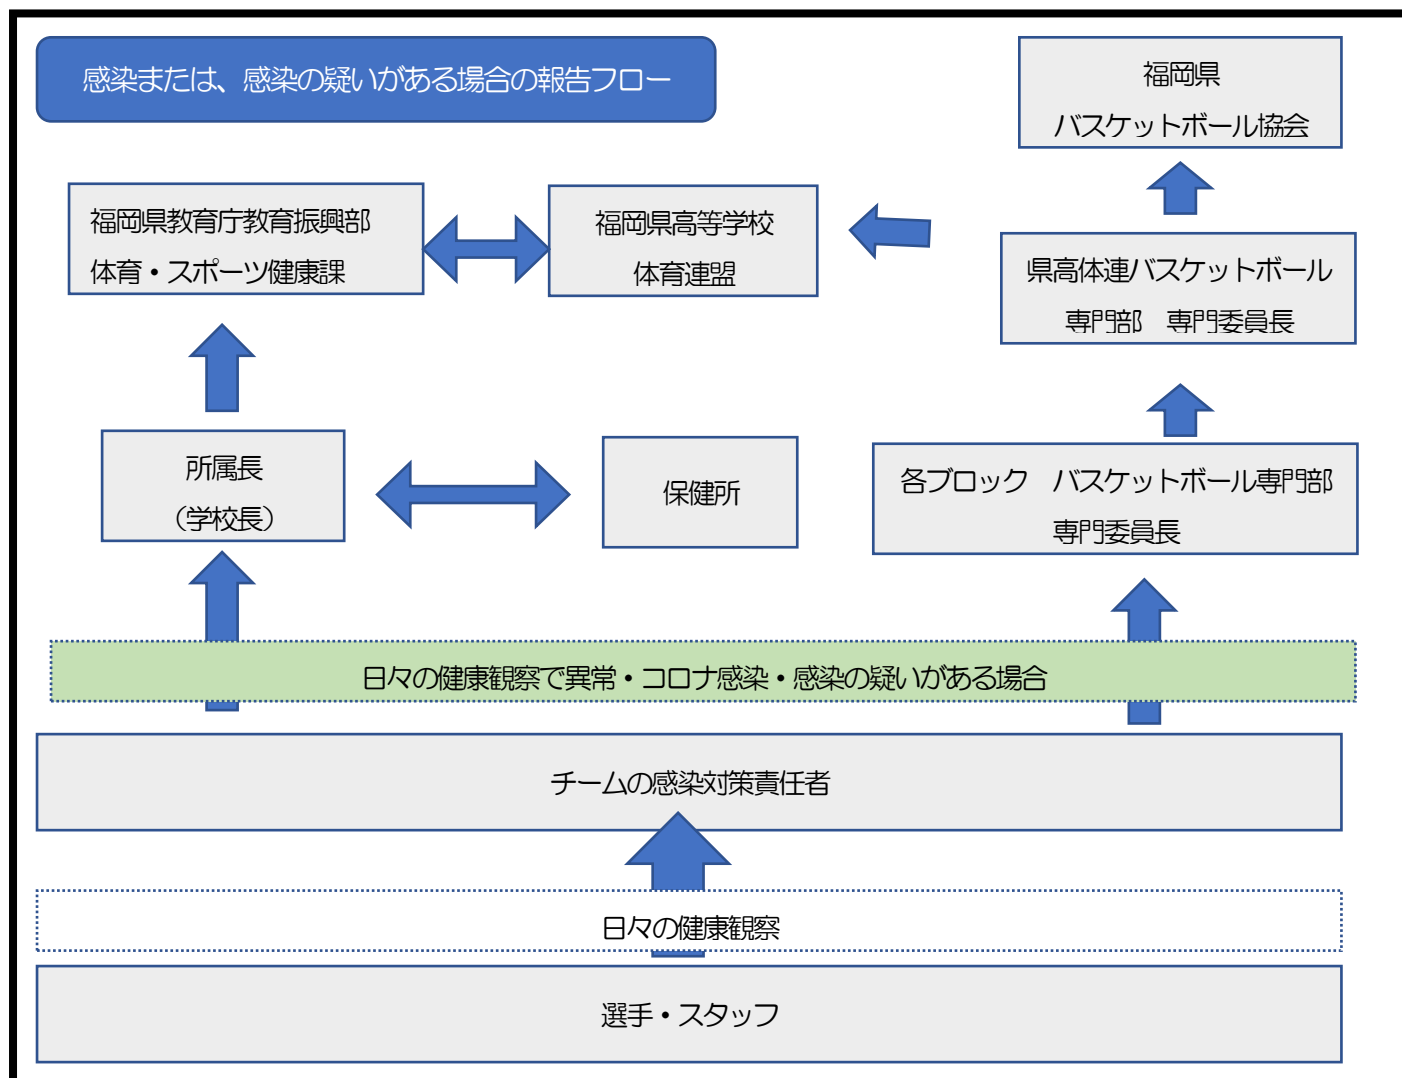 感染または、感染の疑いがある場合の報告フロー
福岡県
バスケットボール協会
福岡県教育庁教育振興部
体育・スポーツ健康課
福岡県高等学校
体育連盟
県高体連バスケットボール
専門部　専門委員長
所属長
（学校長）
保健所
各ブロック　バスケットボール専門部
専門委員長
日々の健康観察で異常・コロナ感染・感染の疑いがある場合
チームの感染対策責任者
日々の健康観察
選手・スタッフ